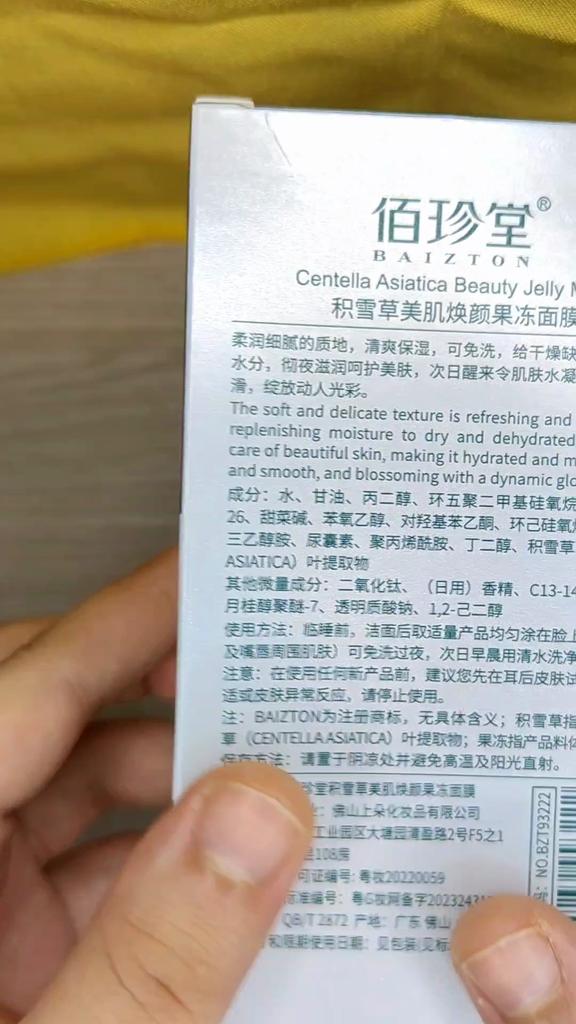 佰珍堂®
BAIZTON
Centella Asiatica Beauty Jelly
积雪草美肌焕颜果冻面膜
柔润细腻的质地，清爽保湿，可免洗，给干燥缺
水分，彻夜滋润呵护美肤，次日醒来令肌肤水凝
滑，绽放动人光彩。
The soft and delicate texture is refreshing and
replenishing moisture to dry and dehydrated
care of beautiful skin, making it hydrated and
and smooth, and blossoming with a dynamic
成分：水、甘油、丙二醇、环五聚二甲基硅氧烷
26、甜菜碱、苯氧乙醇、对羟基苯乙酮、环己硅氧烷
三乙醇胺、尿囊素、聚丙烯酰胺、丁二醇、积雪草
ASIATICA）叶提取物
其他微量成分：二氧化钛、（日用）香精、C13-14
月桂醇聚醚-7、透明质酸钠、1,2-己二醇
使用方法：临睡前，洁面后取适量产品均匀涂在脸上
及嘴唇周围肌肤）可免洗过夜，次日早晨用清水洗净
注意：在使用任何新产品前，建议您先在耳后皮肤试
适或皮肤异常反应，请停止使用。
注：BAIZTON为注册商标，无具体含义；积雪草指
草（CENTELLA ASIATICA）叶提取物；果冻指产品料体
保存方法：请置于阴凉处并避免高温及阳光直射。
珍堂积雪草美肌焕颜果冻面膜
：佛山上朵化妆品有限公司
工业园区大塘园清盈路2号F5之1
108房
可证编号：粤妆20220059
标准编号：粤G妆网备字20232431
QB/T 2872 产地：广东 佛山
和限期使用日期：见包装/见标
号：NO.BZT93222